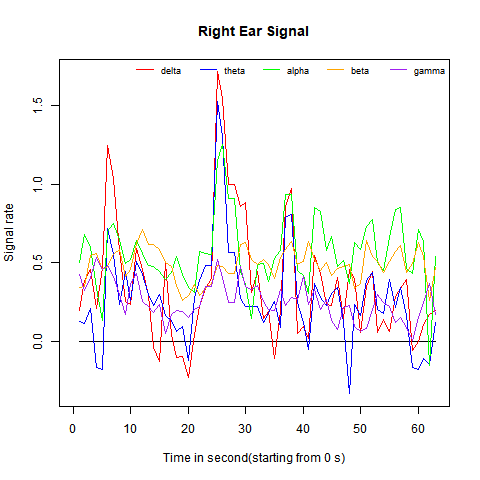 Right Ear Signal
delta theta alpha beta gamma
Signal rate
1.5
1.0
0.5
0.0
0 10 20 30 40 50 60
Time in second(starting from 0 s)